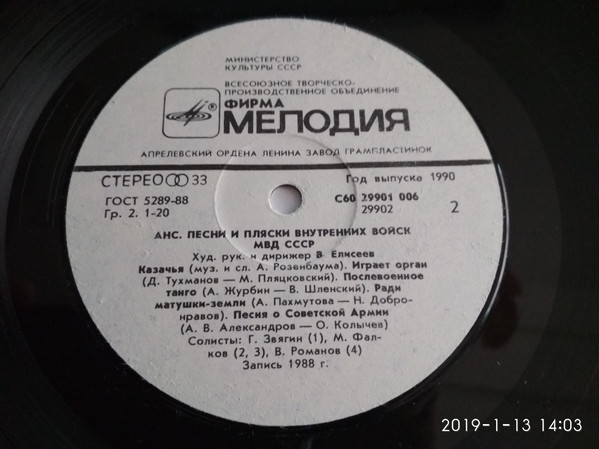 МИНИСТЕРСТВО
КУЛЬТУРЫ СССР
ВСЕСОЮЗНОЕ ТВОРЧЕСКО-
ПРОИЗВОДСТВЕННОЕ ОБЪЕДИНЕНИЕ
ФИРМА
МЕЛОДИЯ
АПРЕЛЕВСКИЙ ОРДЕНА ЛЕНИНА ЗАВОД ГРАМПЛАСТИНОК
СТЕРЕО 33
Год выпуска 1990
ГОСТ 5289-88
С60 29901 006
Гр. 2. 1-20
29902
2
АНС. ПЕСНИ И ПЛЯСКИ ВНУТРЕННИХ ВОЙСК
МВД СССР
Худ. рук. и дирижер В. Елисеев
Казачья (муз. и сл. А. Розенбаума). Играет орган
(Д. Тухманов — М. Пляцковский). Послевоенное
танго (А. Журбин — В. Шленский). Ради
матушки-земли (А. Пахмутова — Н. Добро-
нравов). Песня о Советской Армии
(А. В. Александров — О. Колычев)
Солисты: Г. Звягин (1), М. Фал-
ков (2, 3), В. Романов (4)
Запись 1988 г.
2019-1-13 14:03